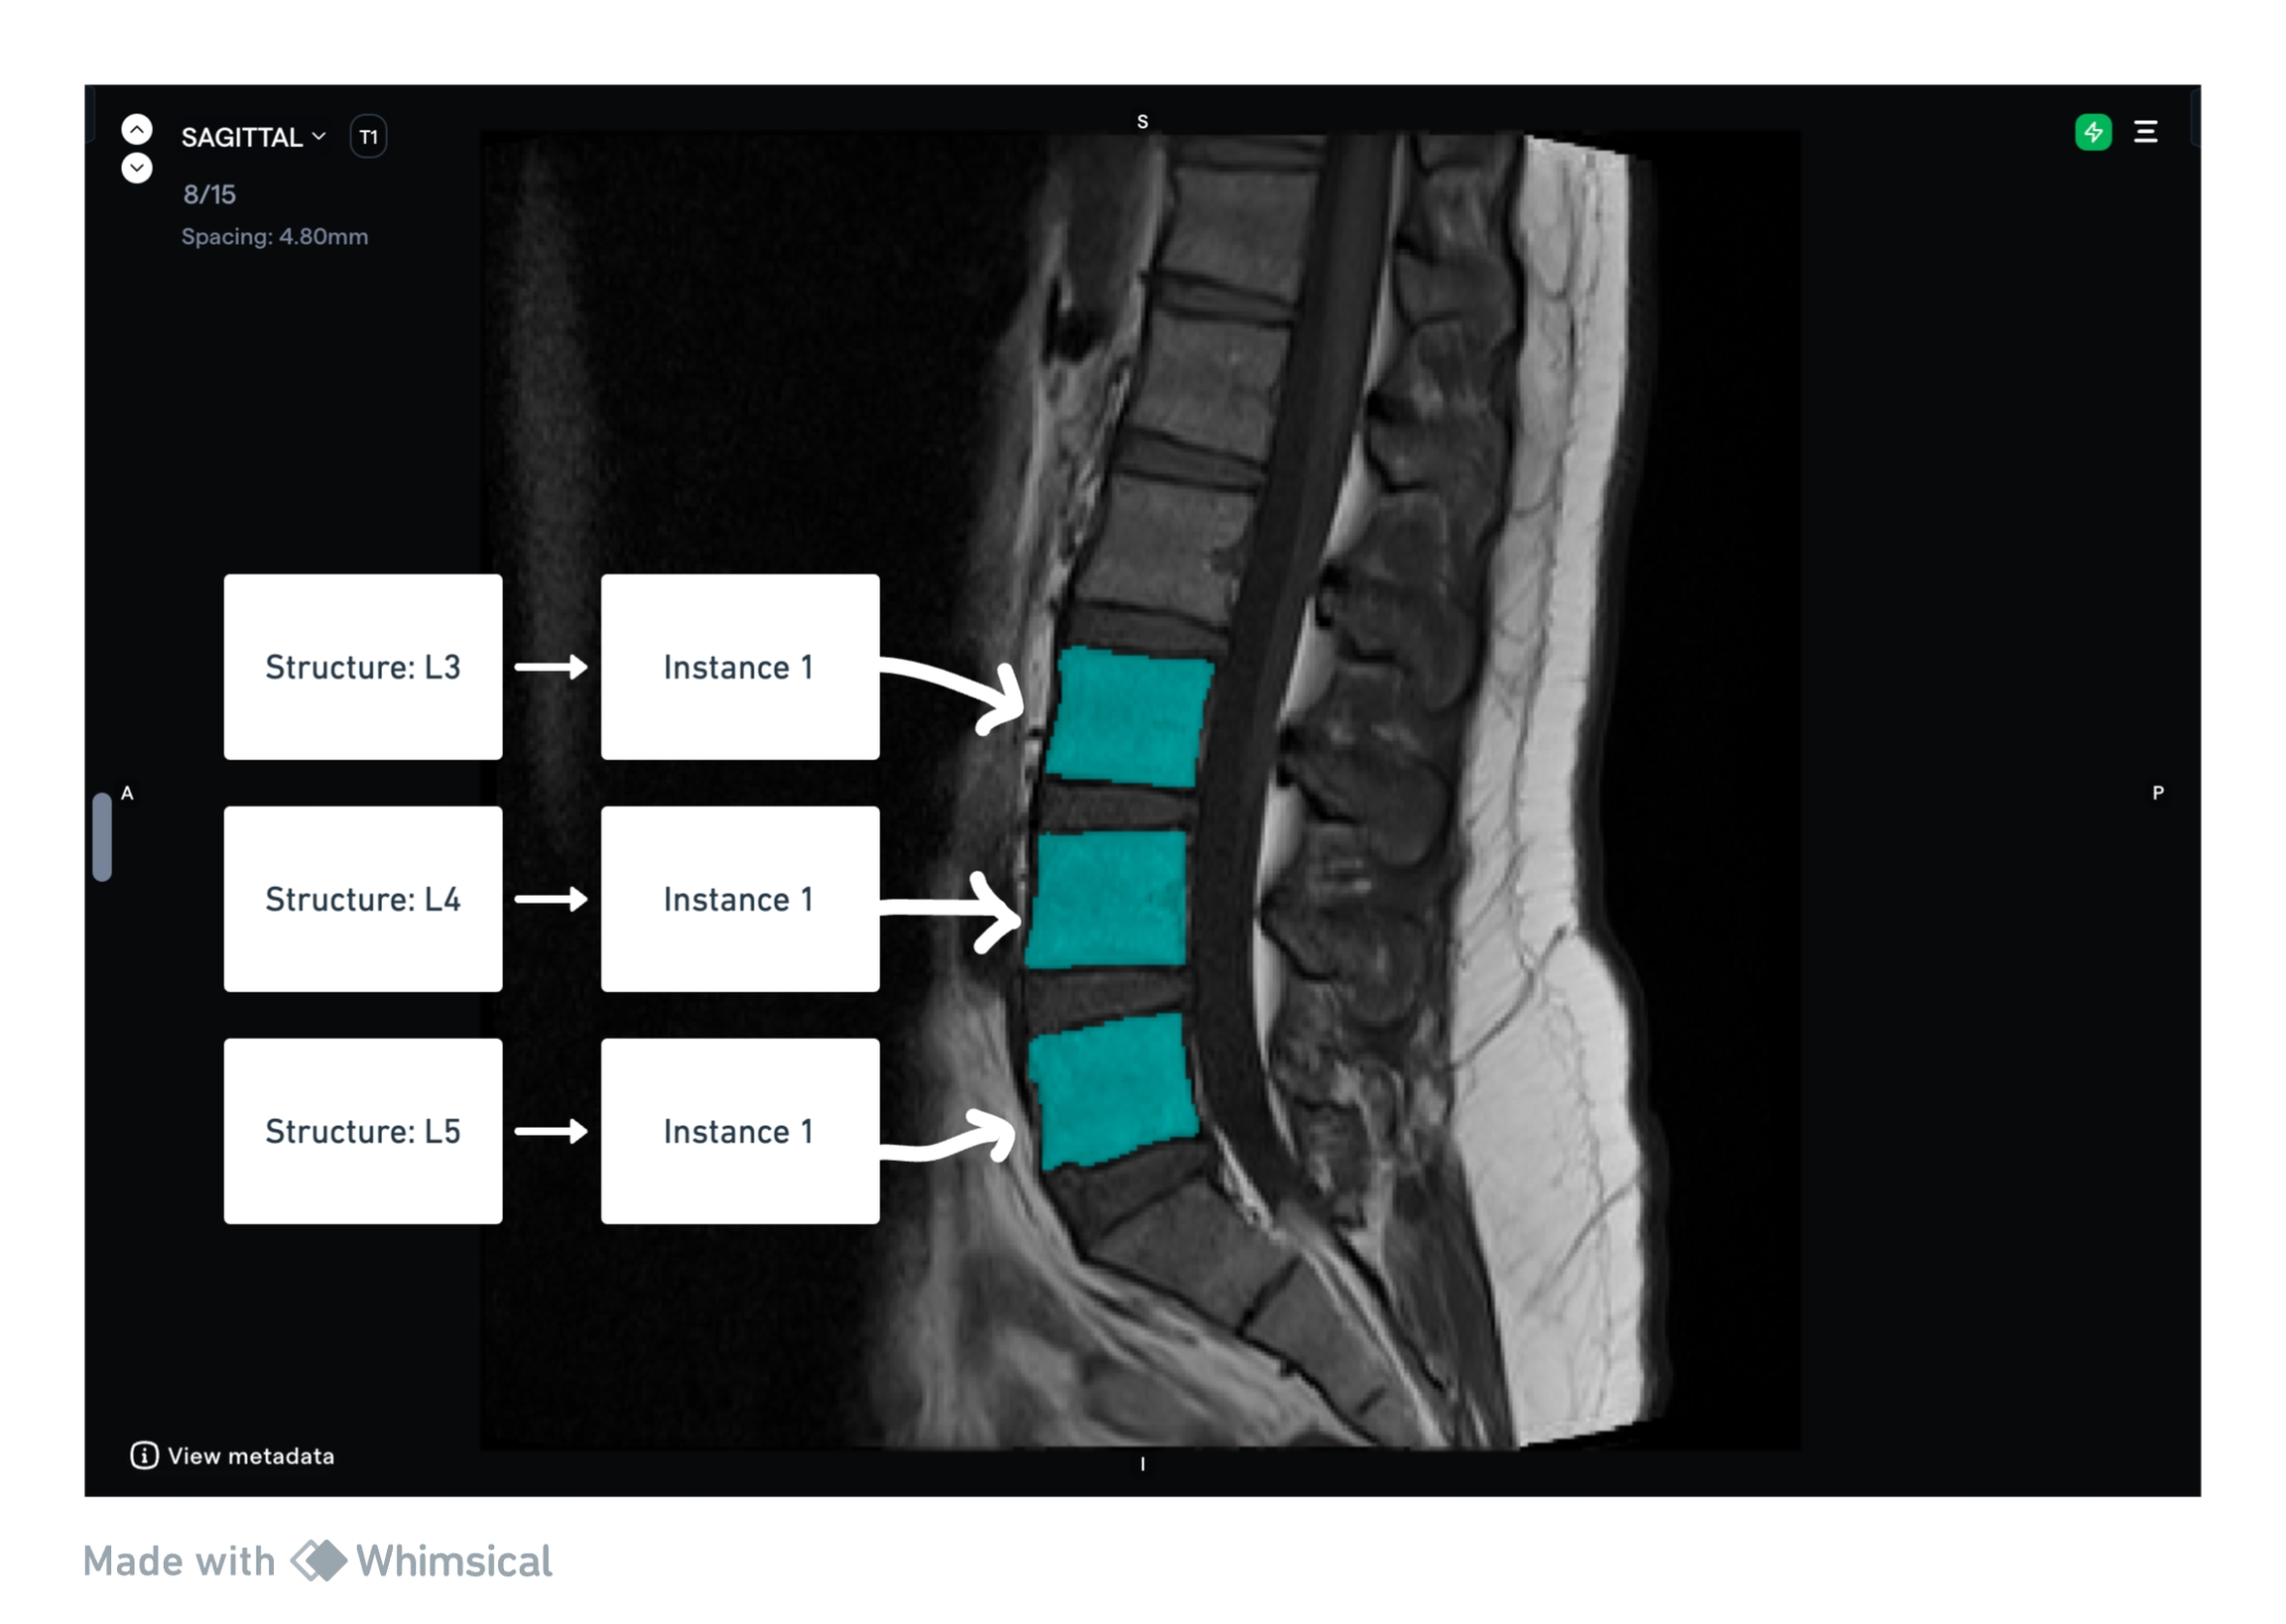 S
SAGITTAL
T1
8/15
Spacing: 4.80mm
Structure: L3
Instance 1
A
P
Structure: L4
Instance 1
Structure: L5
Instance 1
View metadata
I
Made with Whimsical